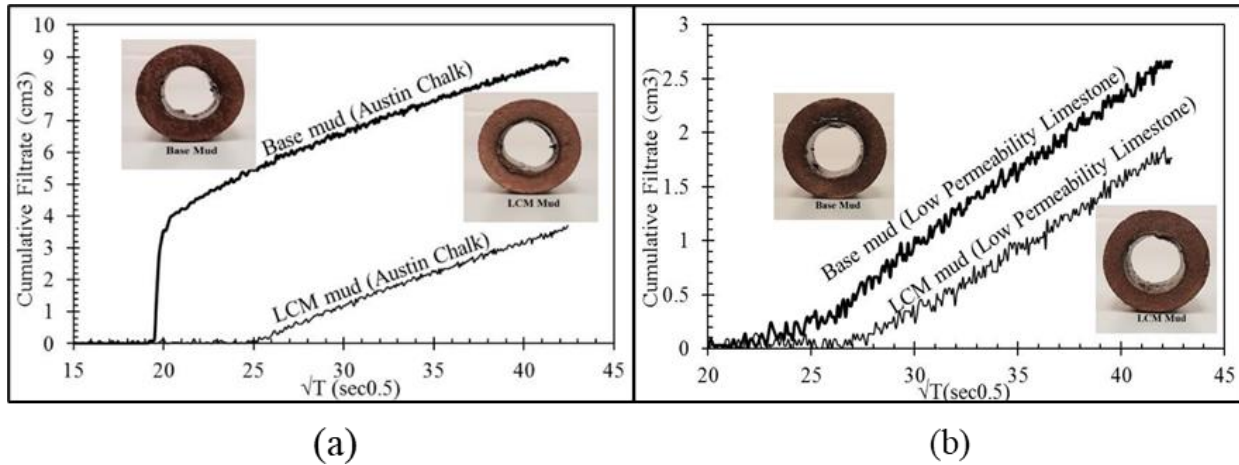 10
9
8
7
6
5
4
3
2
1
0
Cumulative Filtrate (cm3)
Base Mud
Base mud (Austin Chalk)
LCM Mud
LCM mud (Austin Chalk)
15 20 25 30 35 40 45
√T (sec0.5)
3
2.5
2
1.5
1
0.5
0
Cumulative Filtrate (cm3)
Base Mud
Base mud (Low Permeability Limestone)
LCM mud (Low Permeability Limestone)
LCM Mud
20 25 30 35 40 45
√T(sec0.5)
(a) (b)